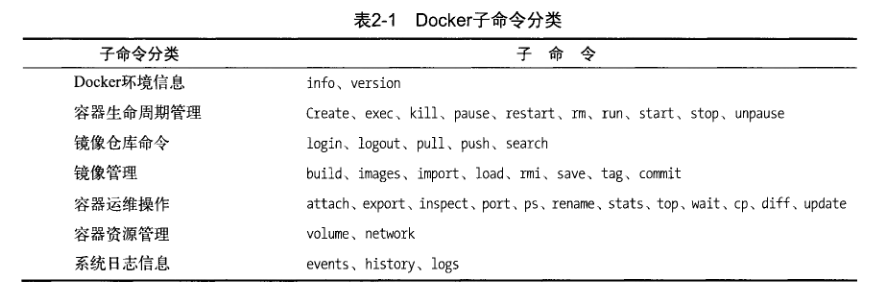 表2-1 Docker子命令分类
子命令分类 子 命 令
Docker环境信息 info、version
容器生命周期管理 Create、exec、kill、pause、restart、rm、run、start、stop、unpause
镜像仓库命令 login、logout、pull、push、search
镜像管理 build、images、import、load、rmi、save、tag、commit
容器运维操作 attach、export、inspect、port、ps、rename、stats、top、wait、cp、diff、update
容器资源管理 volume、network
系统日志信息 events、history、logs